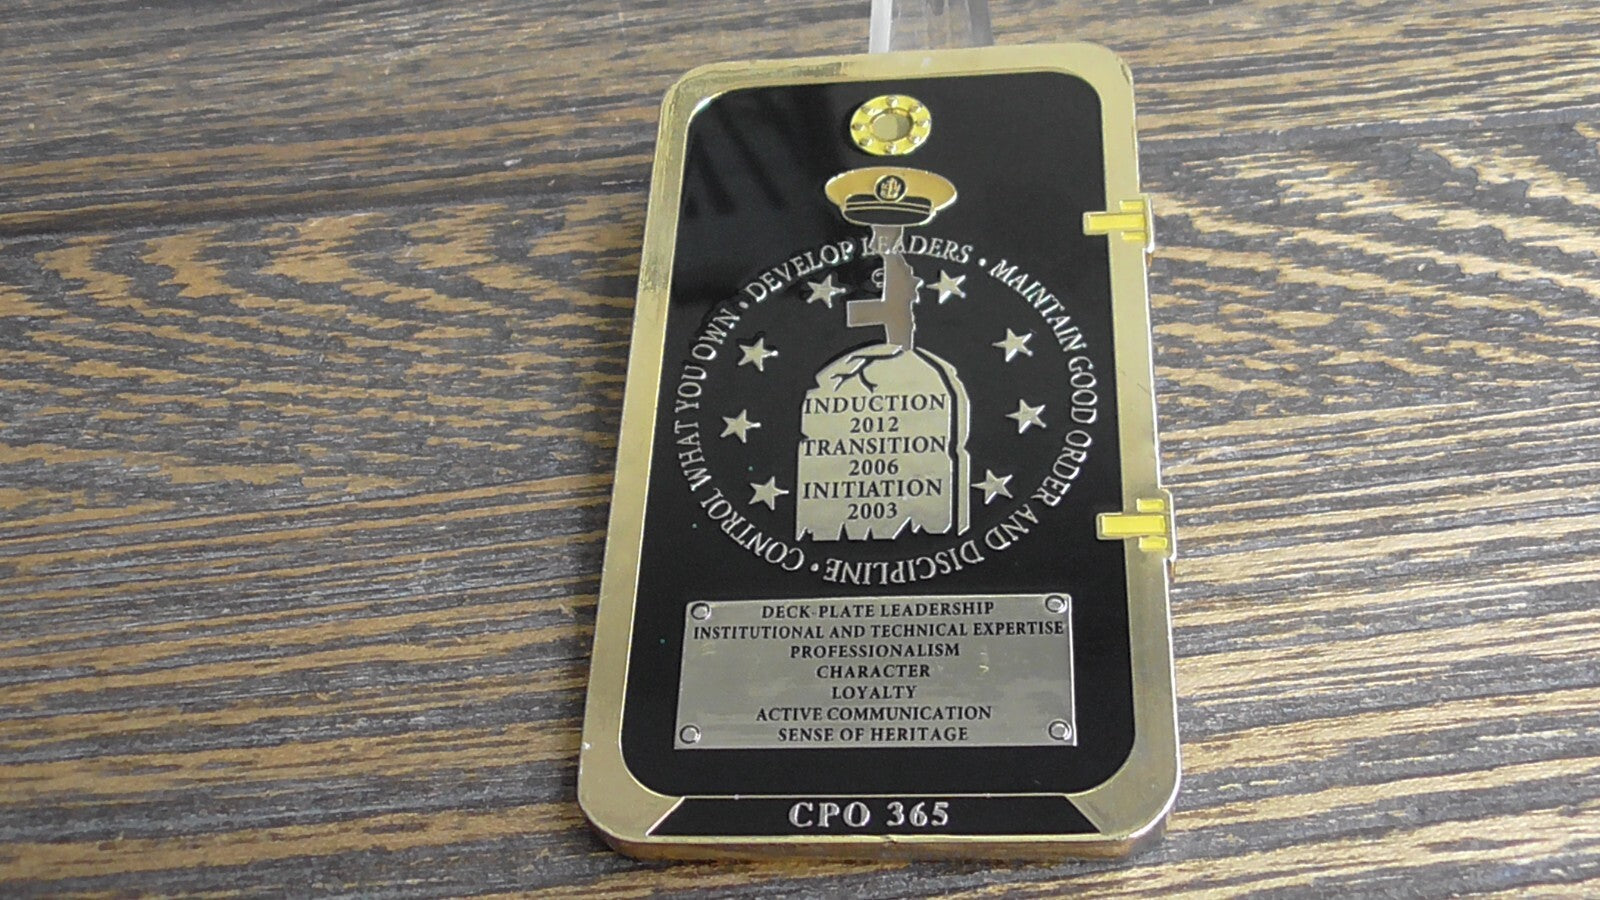 CONTROL WHAT YOU OWN • DEVELOP LEADERS • MAINTAIN GOOD ORDER AND DISCIPLINE •
INDUCTION
2012
TRANSITION
2006
INITIATION
2003
DECK-PLATE LEADERSHIP
INSTITUTIONAL AND TECHNICAL EXPERTISE
PROFESSIONALISM
CHARACTER
LOYALTY
ACTIVE COMMUNICATION
SENSE OF HERITAGE
CPO 365